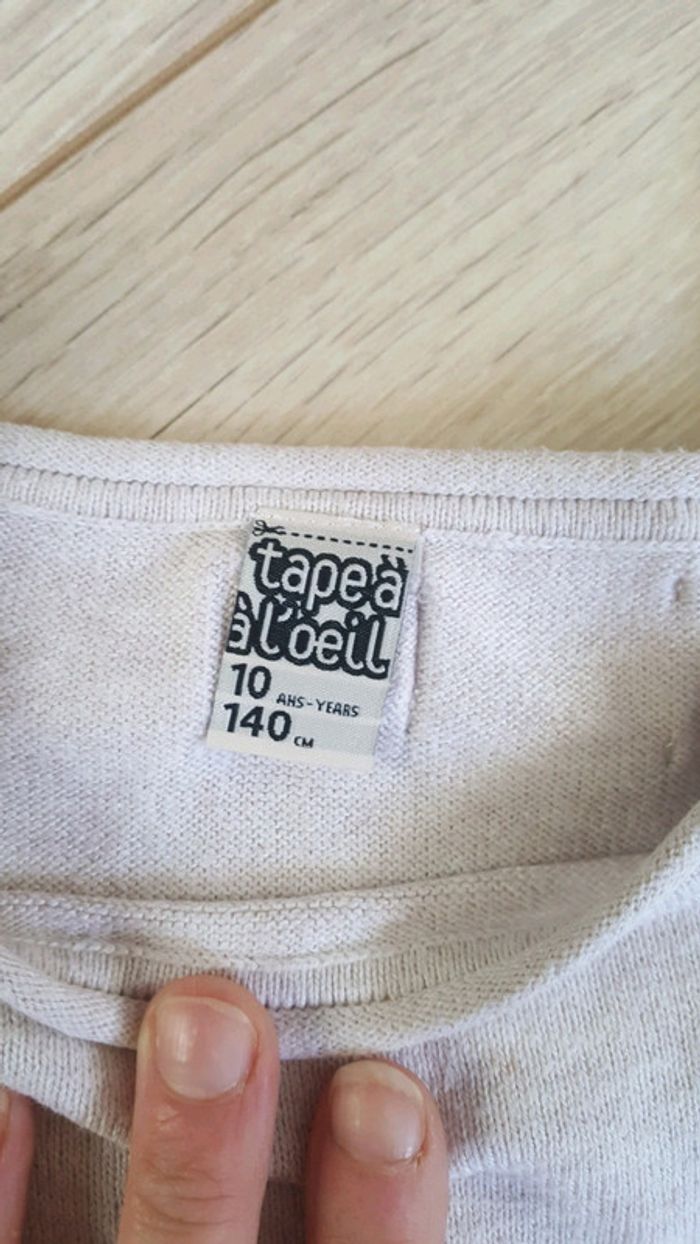 tape à
à l'oeil
10 ANS-YEARS
140 CM